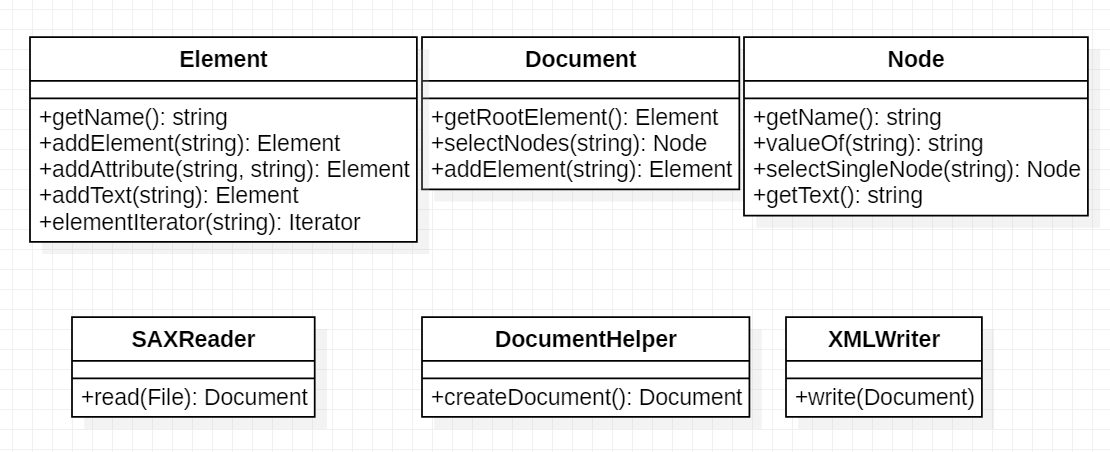 Element
+getName(): string
+addElement(string): Element
+addAttribute(string, string): Element
+addText(string): Element
+elementIterator(string): Iterator
Document
+getRootElement(): Element
+selectNodes(string): Node
+addElement(string): Element
Node
+getName(): string
+valueOf(string): string
+selectSingleNode(string): Node
+getText(): string
SAXReader
+read(File): Document
DocumentHelper
+createDocument(): Document
XMLWriter
+write(Document)